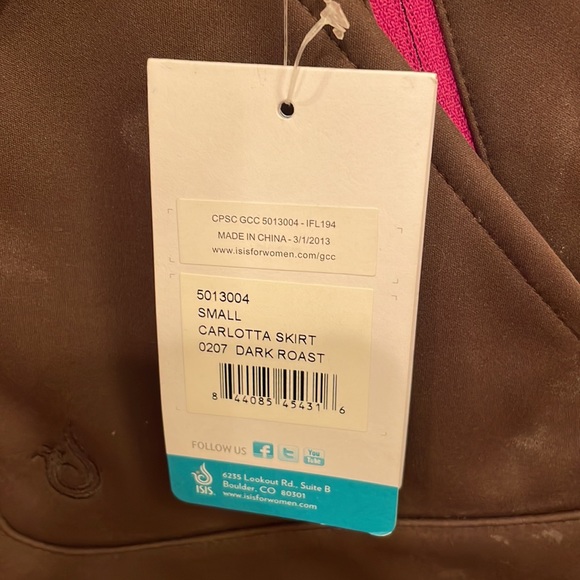 CPSC GCC 5013004 - IFL194
MADE IN CHINA - 3/1/2013
www.isisforwomen.com/gcc
5013004
SMALL
CARLOTTA SKIRT
0207 DARK ROAST
8 44085 45431 6
FOLLOW US f t You Tube
ISIS
6235 Lookout Rd., Suite B
Boulder, CO 80301
www.isisforwomen.com